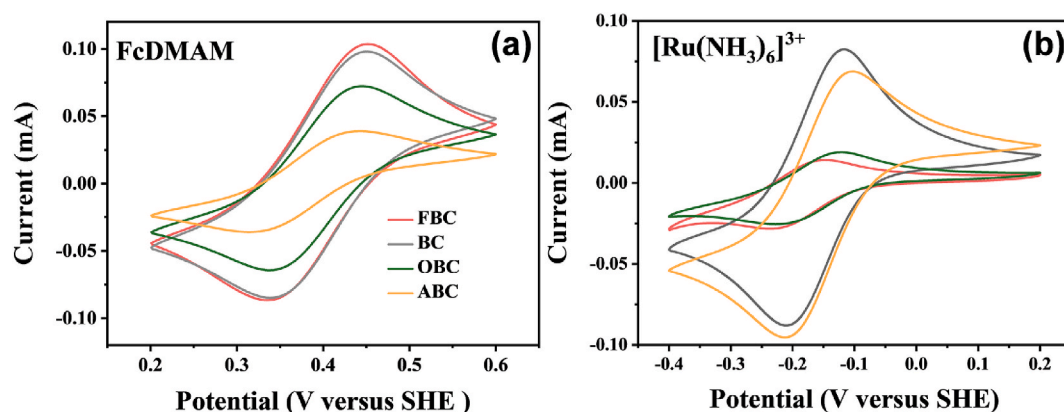 FcDMAM
(a)
0.10
0.05
0.00
-0.05
-0.10
Current (mA)
FBC
BC
OBC
ABC
0.2 0.3 0.4 0.5 0.6
Potential (V versus SHE )
[Ru(NH3)6]3+
(b)
0.10
0.05
0.00
-0.05
-0.10
Current (mA)
-0.4 -0.3 -0.2 -0.1 0.0 0.1 0.2
Potential (V versus SHE)